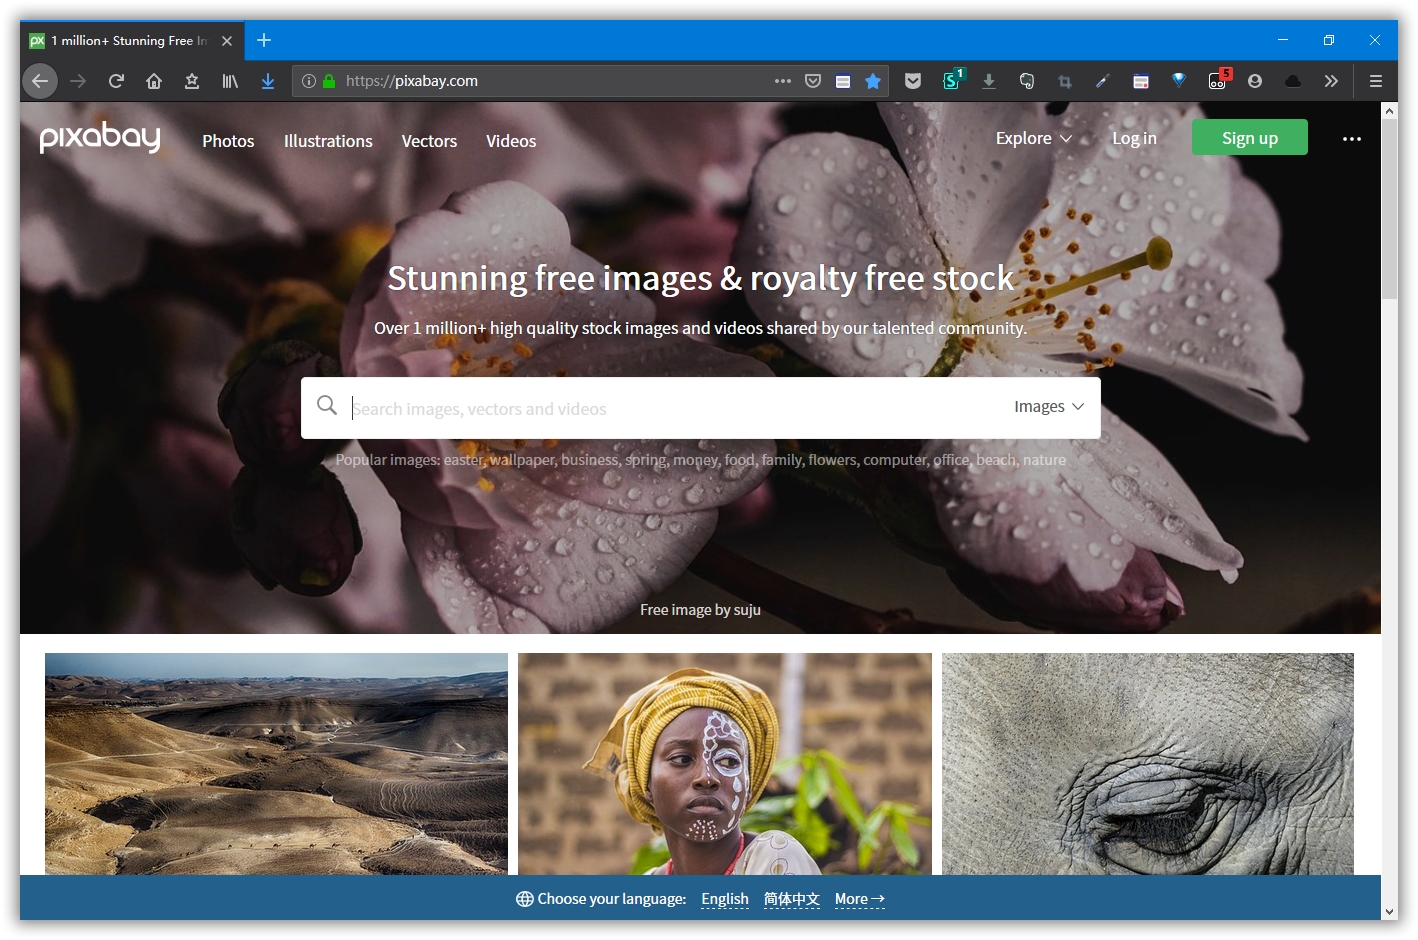 px 1 million+ Stunning Free In
https://pixabay.com
1
5
pixabay
Photos Illustrations Vectors Videos
Explore Log in Sign up
Stunning free images & royalty free stock
Over 1 million+ high quality stock images and videos shared by our talented community.
Search images, vectors and videos
Images
Popular images: easter, wallpaper, business, spring, money, food, family, flowers, computer, office, beach, nature
Free image by suju
Choose your language: English 简体中文 More →